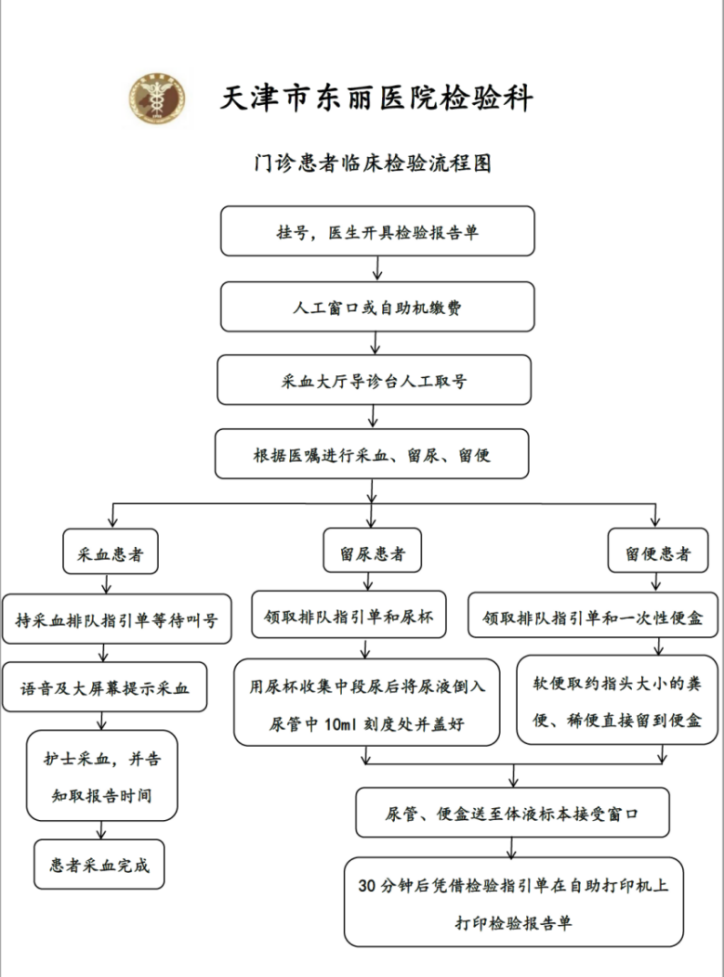 天津市东丽医院检验科
门诊患者临床检验流程图
挂号，医生开具检验报告单
人工窗口或自助机缴费
采血大厅导诊台人工取号
根据医嘱进行采血、留尿、留便
采血患者
留尿患者
留便患者
持采血排队指引单等待叫号
领取排队指引单和尿杯
领取排队指引单和一次性便盒
语音及大屏幕提示采血
用尿杯收集中段尿后将尿液倒入
尿管中10ml刻度处并盖好
软便取约指头大小的粪
便、稀便直接留到便盒
护士采血，并告
知取报告时间
尿管、便盒送至体液标本接受窗口
患者采血完成
30分钟后凭借检验指引单在自助打印机上
打印检验报告单